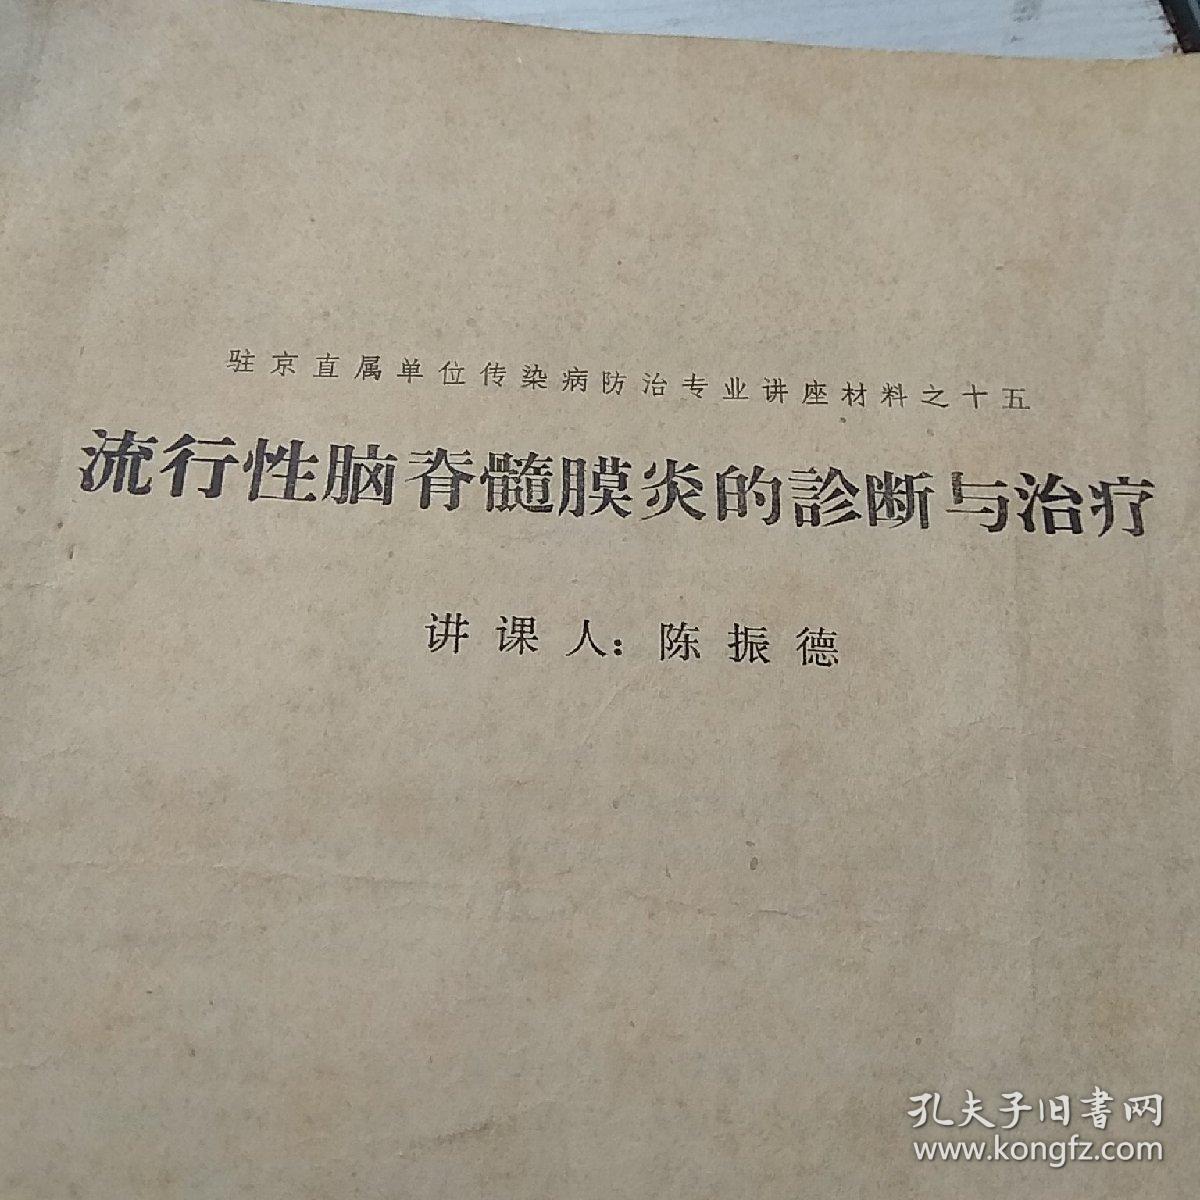 驻京直属单位传染病防治专业讲座材料之十五
流行性脑脊髓膜炎的診断与治疗
讲课人：陈振德
孔夫子旧书网
www.kongfz.com